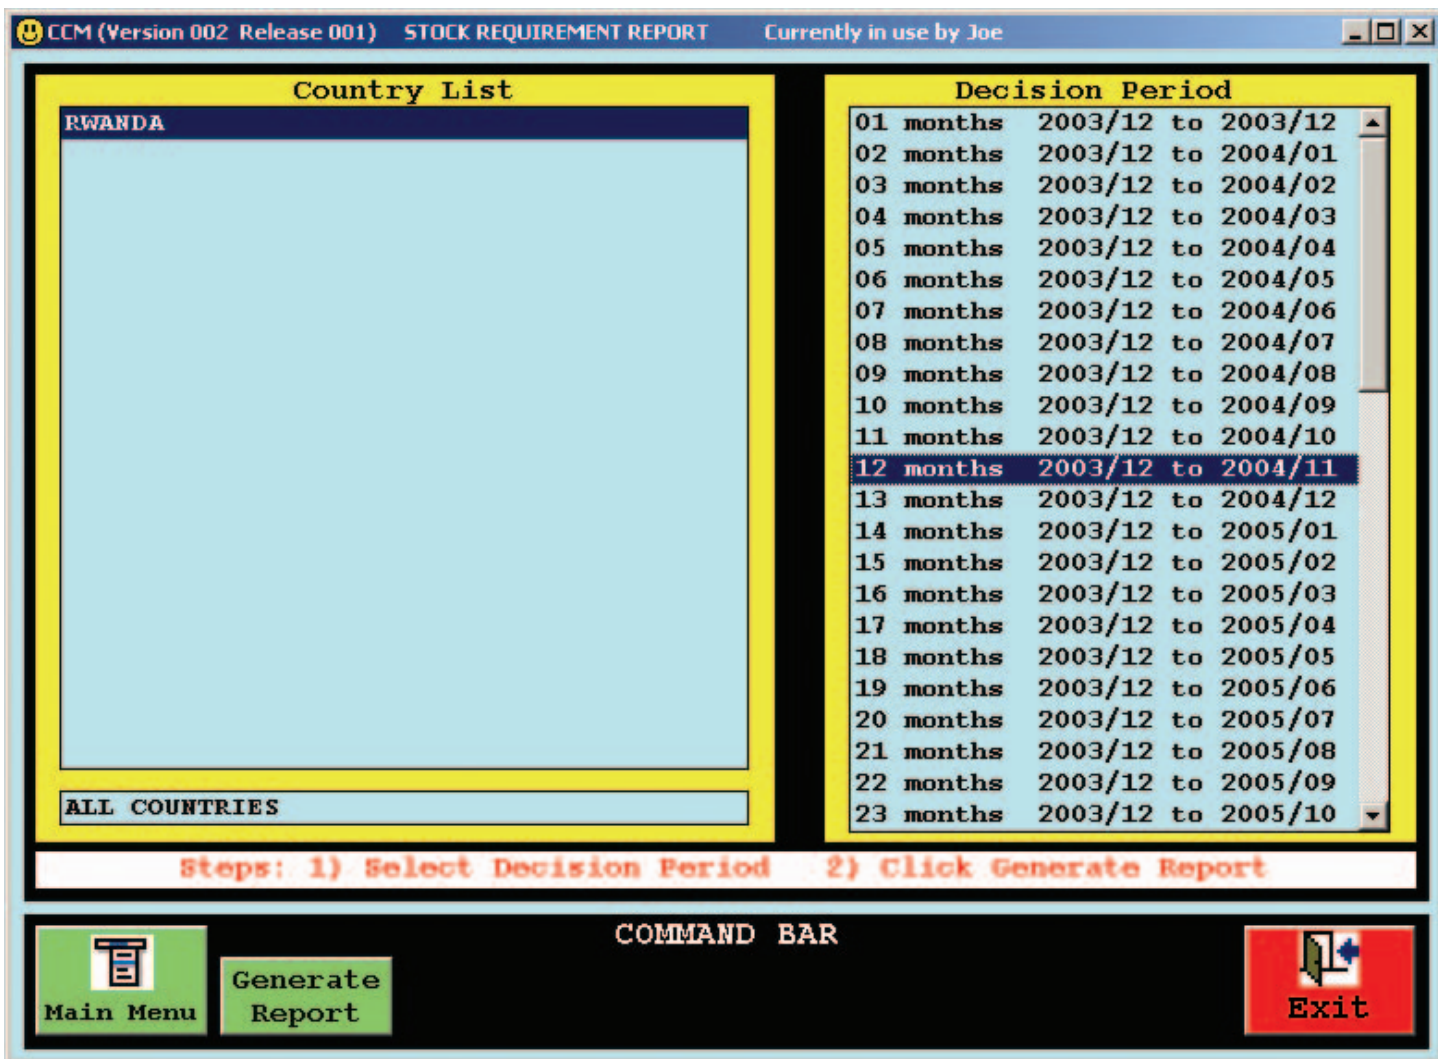 CCM (Version 002 Release 001) STOCK REQUIREMENT REPORT Currently in use by Joe
Country List
RWANDA
ALL COUNTRIES
Decision Period
01 months 2003/12 to 2003/12
02 months 2003/12 to 2004/01
03 months 2003/12 to 2004/02
04 months 2003/12 to 2004/03
05 months 2003/12 to 2004/04
06 months 2003/12 to 2004/05
07 months 2003/12 to 2004/06
08 months 2003/12 to 2004/07
09 months 2003/12 to 2004/08
10 months 2003/12 to 2004/09
11 months 2003/12 to 2004/10
12 months 2003/12 to 2004/11
13 months 2003/12 to 2004/12
14 months 2003/12 to 2005/01
15 months 2003/12 to 2005/02
16 months 2003/12 to 2005/03
17 months 2003/12 to 2005/04
18 months 2003/12 to 2005/05
19 months 2003/12 to 2005/06
20 months 2003/12 to 2005/07
21 months 2003/12 to 2005/08
22 months 2003/12 to 2005/09
23 months 2003/12 to 2005/10
Steps: 1) Select Decision Period 2) Click Generate Report
COMMAND BAR
Main Menu
Generate
Report
Exit